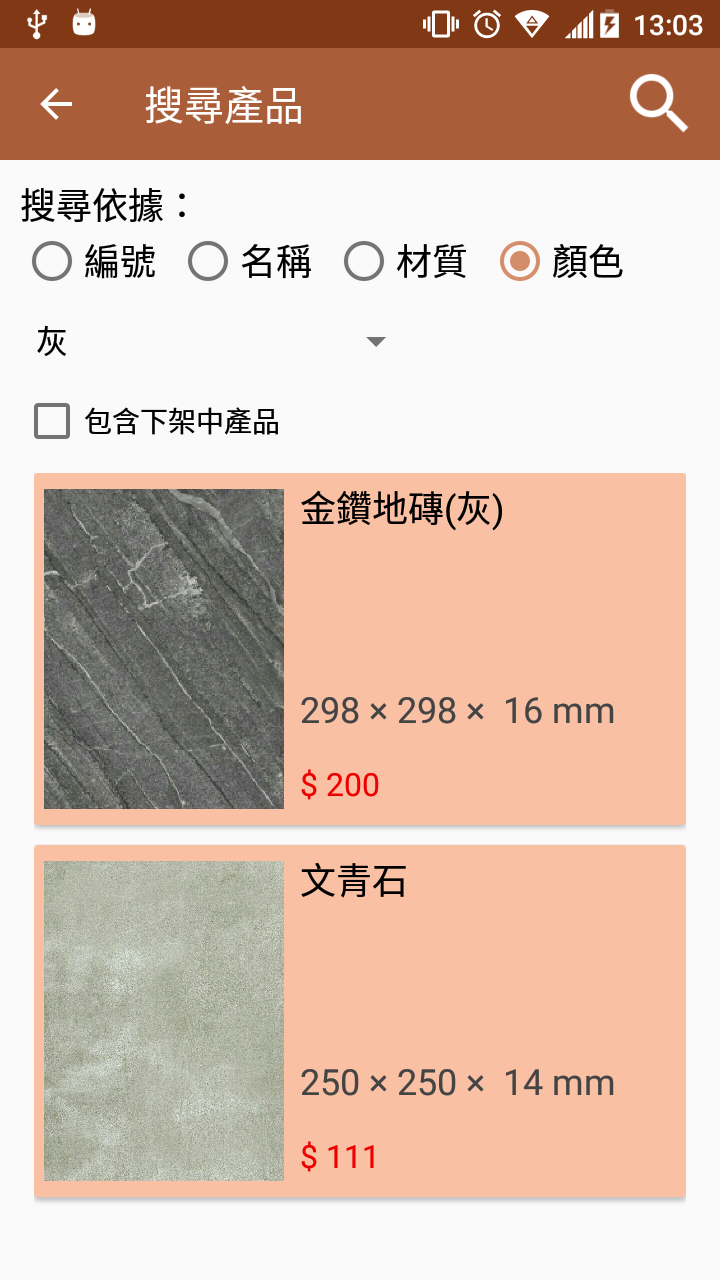 13:03
搜尋產品
搜尋依據：
編號 名稱 材質 顏色
灰
包含下架中產品
金鑽地磚(灰)
298 × 298 × 16 mm
$ 200
文青石
250 × 250 × 14 mm
$ 111